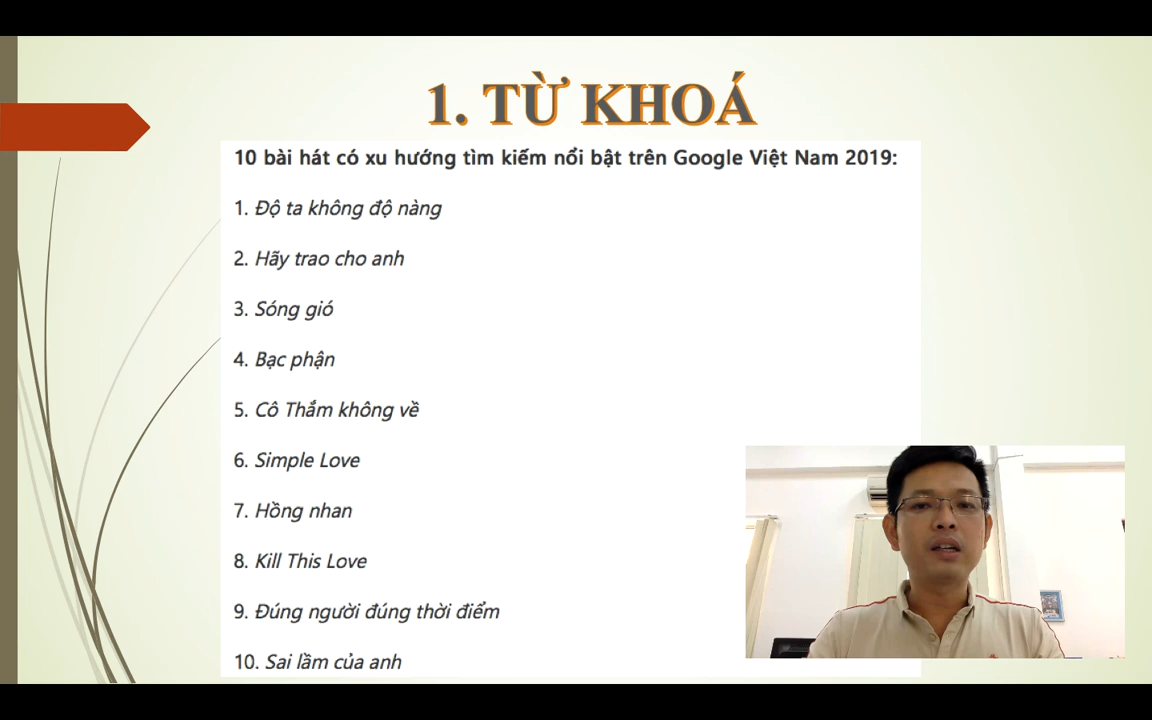 1. TỪ KHOÁ
10 bài hát có xu hướng tìm kiếm nổi bật trên Google Việt Nam 2019:
1. Độ ta không độ nàng
2. Hãy trao cho anh
3. Sóng gió
4. Bạc phận
5. Cô Thắm không về
6. Simple Love
7. Hồng nhan
8. Kill This Love
9. Đúng người đúng thời điểm
10. Sai lầm của anh